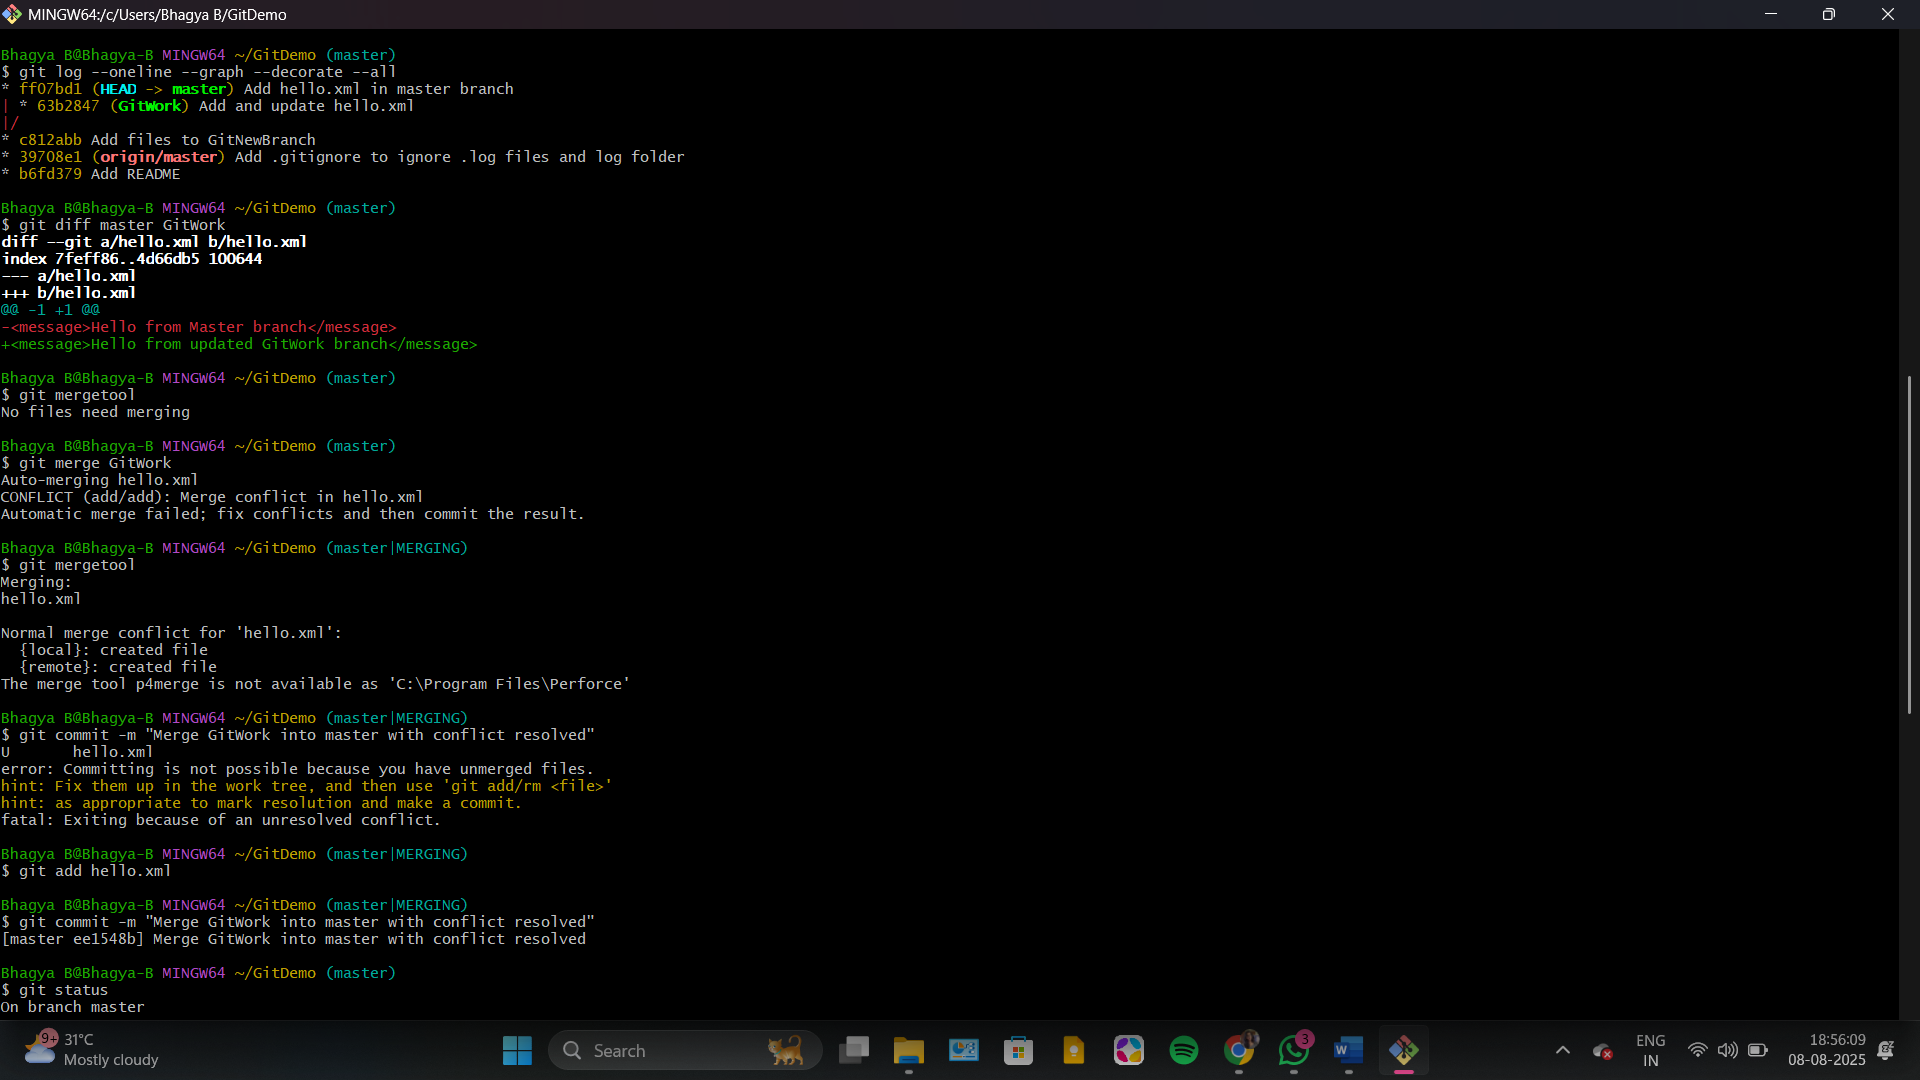 MINGW64:/c/Users/Bhagya B/GitDemo
Bhagya B@Bhagya-B MINGW64 ~/GitDemo (master)
$ git log --oneline --graph --decorate --all
* ff07bd1 (HEAD -> master) Add hello.xml in master branch
| * 63b2847 (GitWork) Add and update hello.xml
|/
* c812abb Add files to GitNewBranch
* 39708e1 (origin/master) Add .gitignore to ignore .log files and log folder
* b6fd379 Add README
Bhagya B@Bhagya-B MINGW64 ~/GitDemo (master)
$ git diff master GitWork
diff --git a/hello.xml b/hello.xml
index 7feff86..4d66db5 100644
--- a/hello.xml
+++ b/hello.xml
@@ -1 +1 @@
-<message>Hello from Master branch</message>
+<message>Hello from updated GitWork branch</message>
Bhagya B@Bhagya-B MINGW64 ~/GitDemo (master)
$ git mergetool
No files need merging
Bhagya B@Bhagya-B MINGW64 ~/GitDemo (master)
$ git merge GitWork
Auto-merging hello.xml
CONFLICT (add/add): Merge conflict in hello.xml
Automatic merge failed; fix conflicts and then commit the result.
Bhagya B@Bhagya-B MINGW64 ~/GitDemo (master|MERGING)
$ git mergetool
Merging:
hello.xml
Normal merge conflict for 'hello.xml':
  {local}: created file
  {remote}: created file
The merge tool p4merge is not available as 'C:\Program Files\Perforce'
Bhagya B@Bhagya-B MINGW64 ~/GitDemo (master|MERGING)
$ git commit -m "Merge GitWork into master with conflict resolved"
U       hello.xml
error: Committing is not possible because you have unmerged files.
hint: Fix them up in the work tree, and then use 'git add/rm <file>'
hint: as appropriate to mark resolution and make a commit.
fatal: Exiting because of an unresolved conflict.
Bhagya B@Bhagya-B MINGW64 ~/GitDemo (master|MERGING)
$ git add hello.xml
Bhagya B@Bhagya-B MINGW64 ~/GitDemo (master|MERGING)
$ git commit -m "Merge GitWork into master with conflict resolved"
[master ee1548b] Merge GitWork into master with conflict resolved
Bhagya B@Bhagya-B MINGW64 ~/GitDemo (master)
$ git status
On branch master
9+
31°C
Mostly cloudy
Search
3
W
ENG
IN
18:56:09
08-08-2025